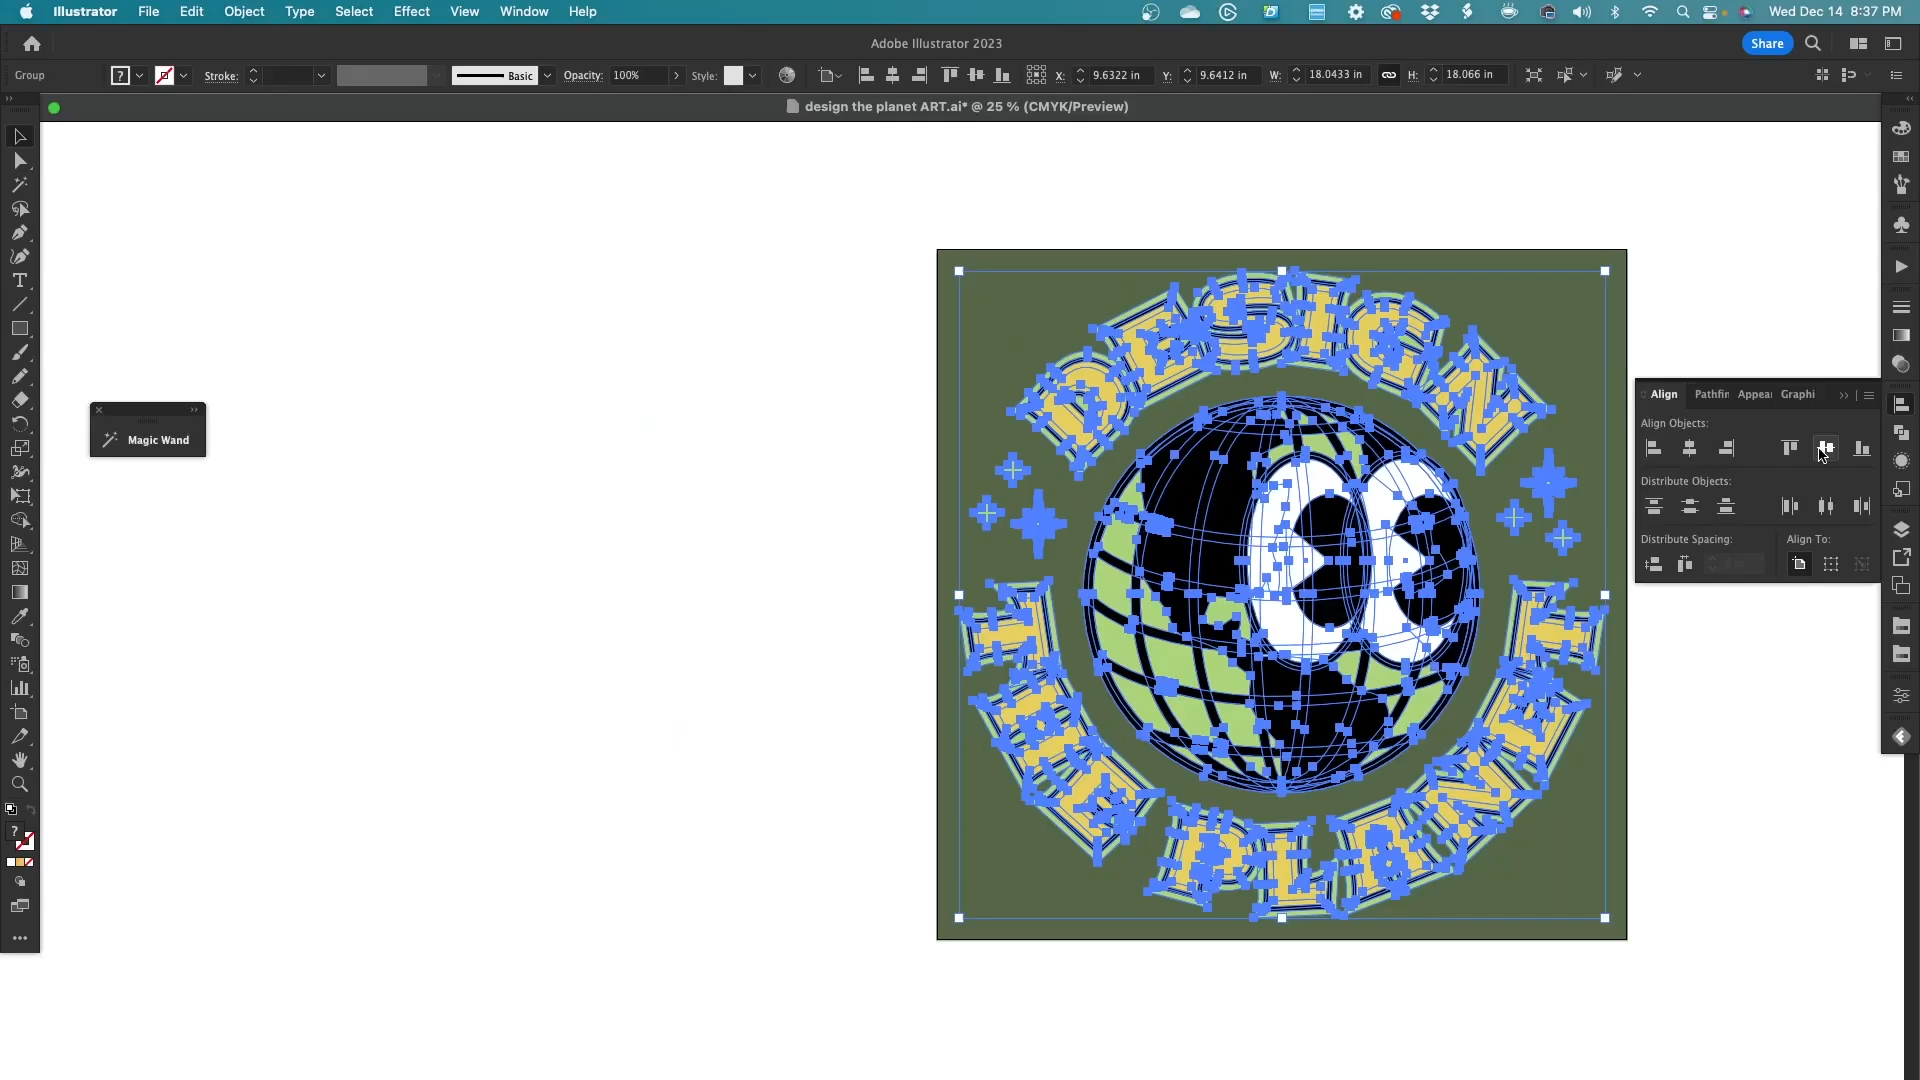 Illustrator File Edit Object Type Select Effect View Window Help Wed Dec 14 8:37 PM
Adobe Illustrator 2023 Share
Group ? Stroke: Basic Opacity: 100% Style: X: 9.6322 in Y: 9.6412 in W: 18.0433 in H: 18.066 in
design the planet ART.ai* @ 25 % (CMYK/Preview)
Align Pathfin Appear Graphi
Align Objects:
Magic Wand
Distribute Objects:
Distribute Spacing: Align To:
?